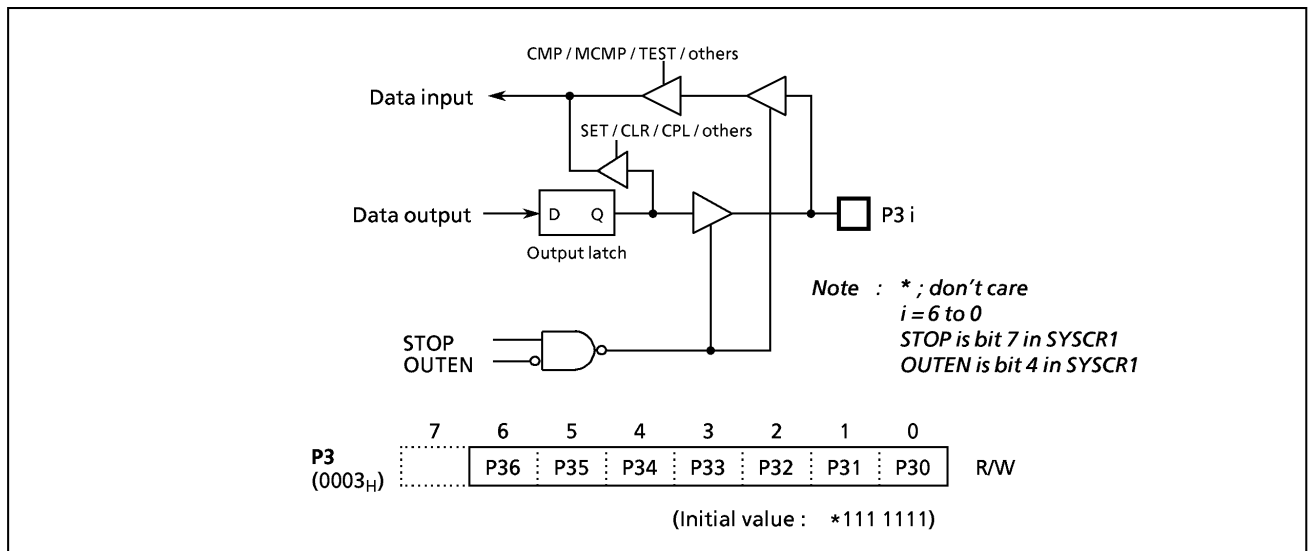 CMP / MCMP / TEST / others
Data input
SET / CLR / CPL / others
Data output
D Q
P3 i
Output latch
Note : * ; don't care
i = 6 to 0
STOP is bit 7 in SYSCR1
OUTEN is bit 4 in SYSCR1
STOP
OUTEN
7 6 5 4 3 2 1 0
P3
(0003H)
P36 P35 P34 P33 P32 P31 P30 R/W
(Initial value : *111 1111)